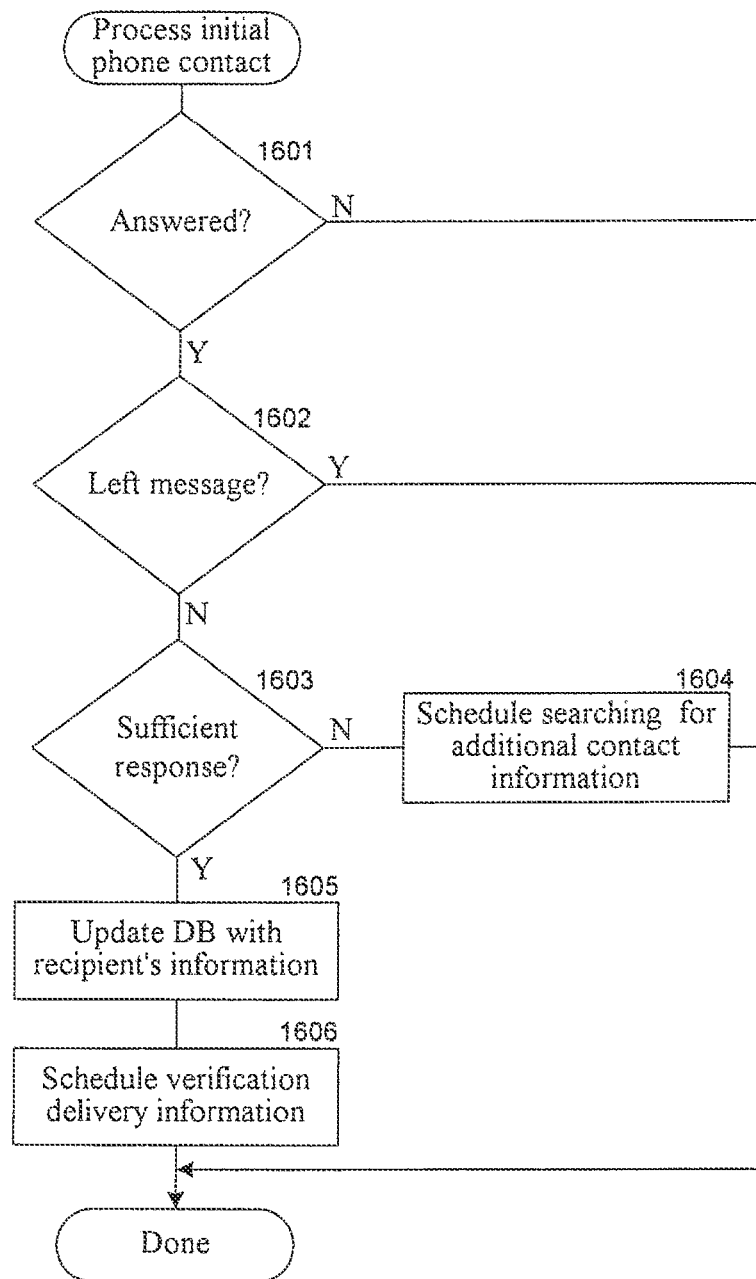 Process initial
phone contact
1601
Answered?
N
Y
1602
Left message?
Y
N
1603
Sufficient
response?
N
1604
Schedule searching for
additional contact
information
Y
1605
Update DB with
recipient's information
1606
Schedule verification
delivery information
Done